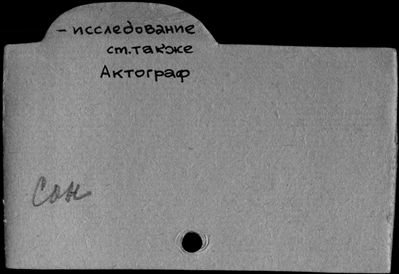 - исследование
ст. также
Актограф
Сон